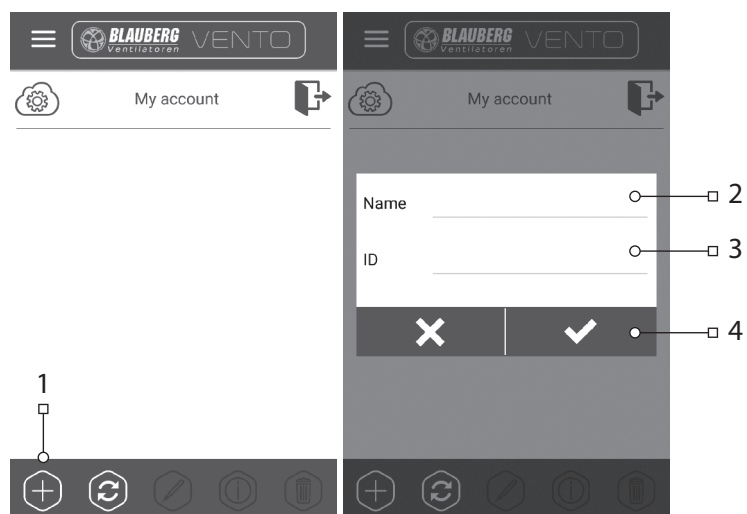 BLAUBERG VENTO
Ventilatoren
My account
1
BLAUBERG VENTO
Ventilatoren
My account
Name
2
ID
3
4